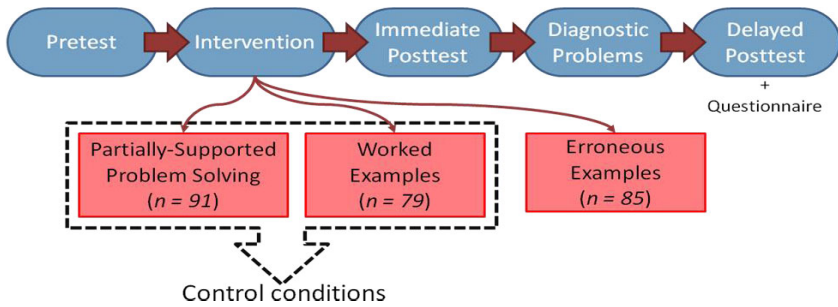 Pretest
Intervention
Immediate
Posttest
Diagnostic
Problems
Delayed
Posttest
+
Questionnaire
Partially-Supported
Problem Solving
(n = 91)
Worked
Examples
(n = 79)
Erroneous
Examples
(n = 85)
Control conditions